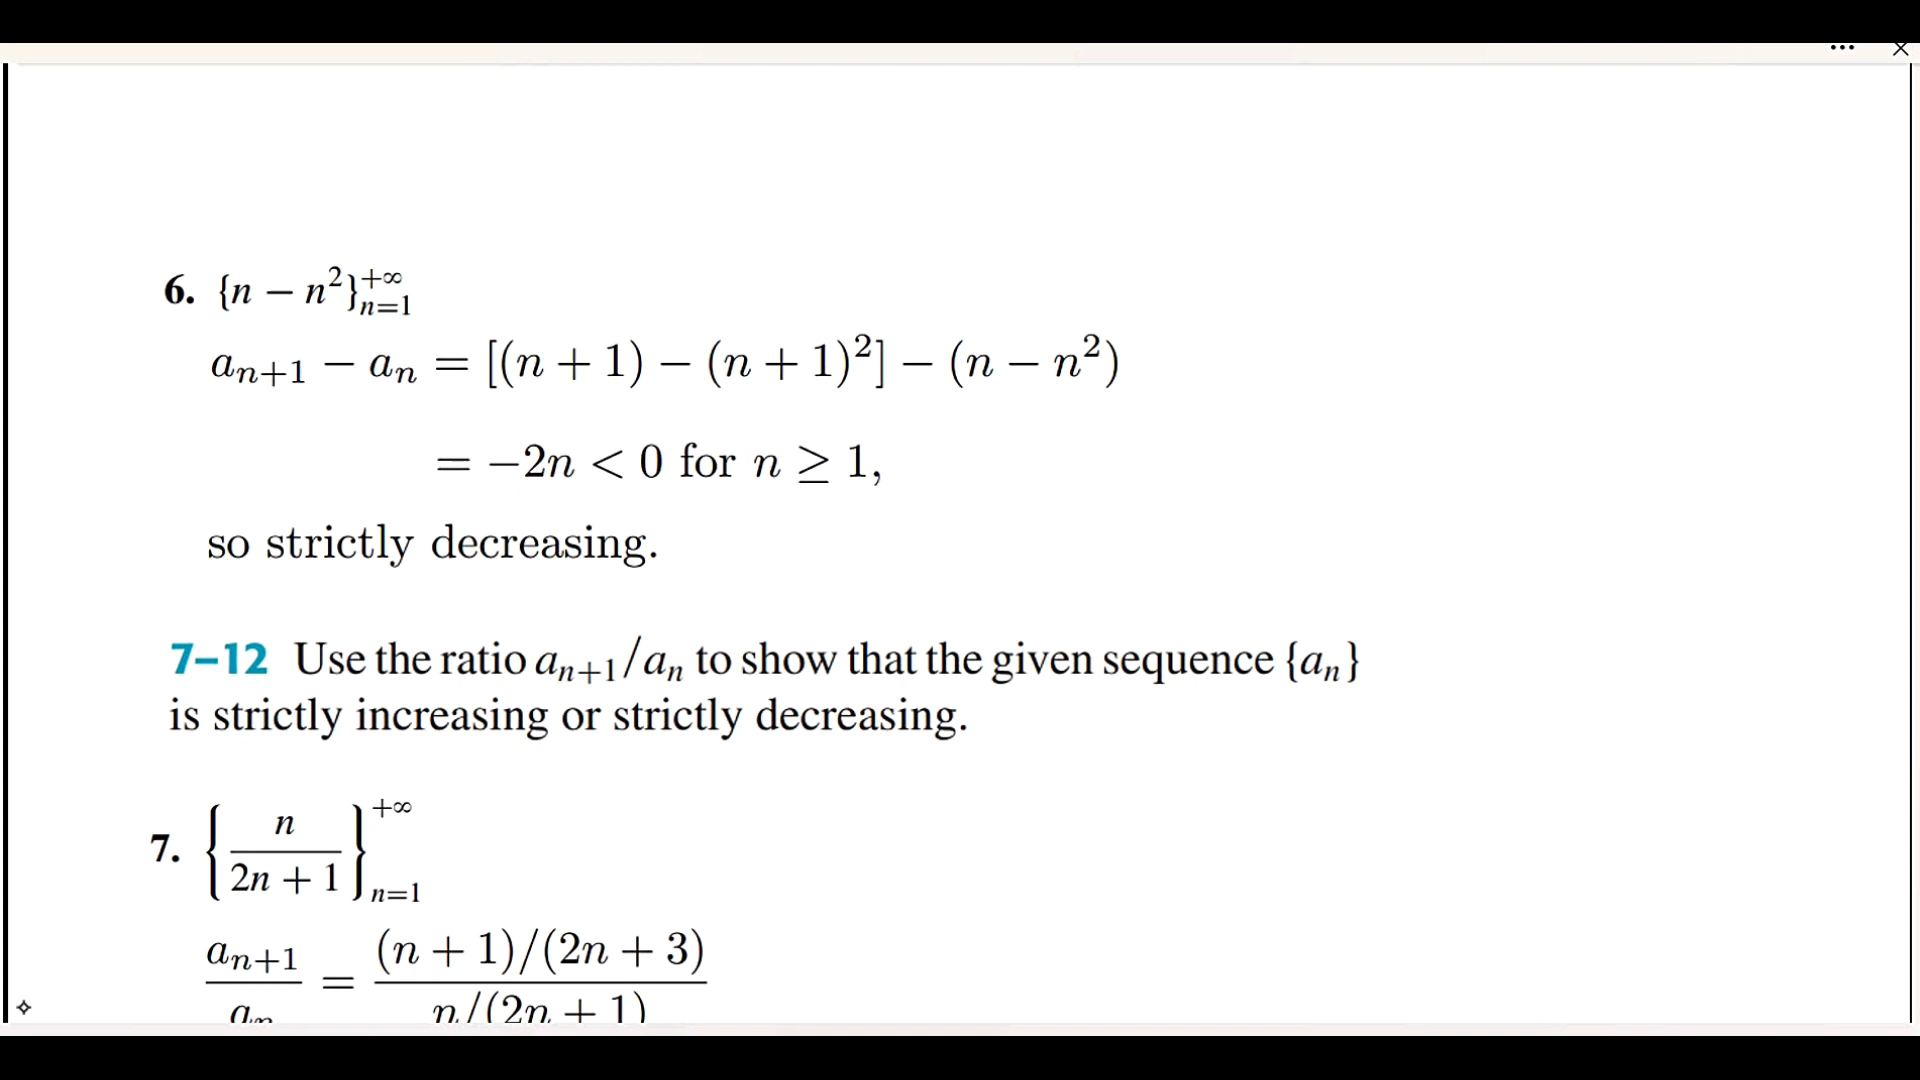 6. {n − n²}_{n=1}^{+∞}
a_{n+1} − a_n = [(n + 1) − (n + 1)²] − (n − n²)
= −2n < 0 for n ≥ 1,
so strictly decreasing.
7–12 Use the ratio a_{n+1}/a_n to show that the given sequence {a_n}
is strictly increasing or strictly decreasing.
7. {n / (2n + 1)}_{n=1}^{+∞}
a_{n+1} / a_n = ((n + 1)/(2n + 3)) / (n/(2n + 1))